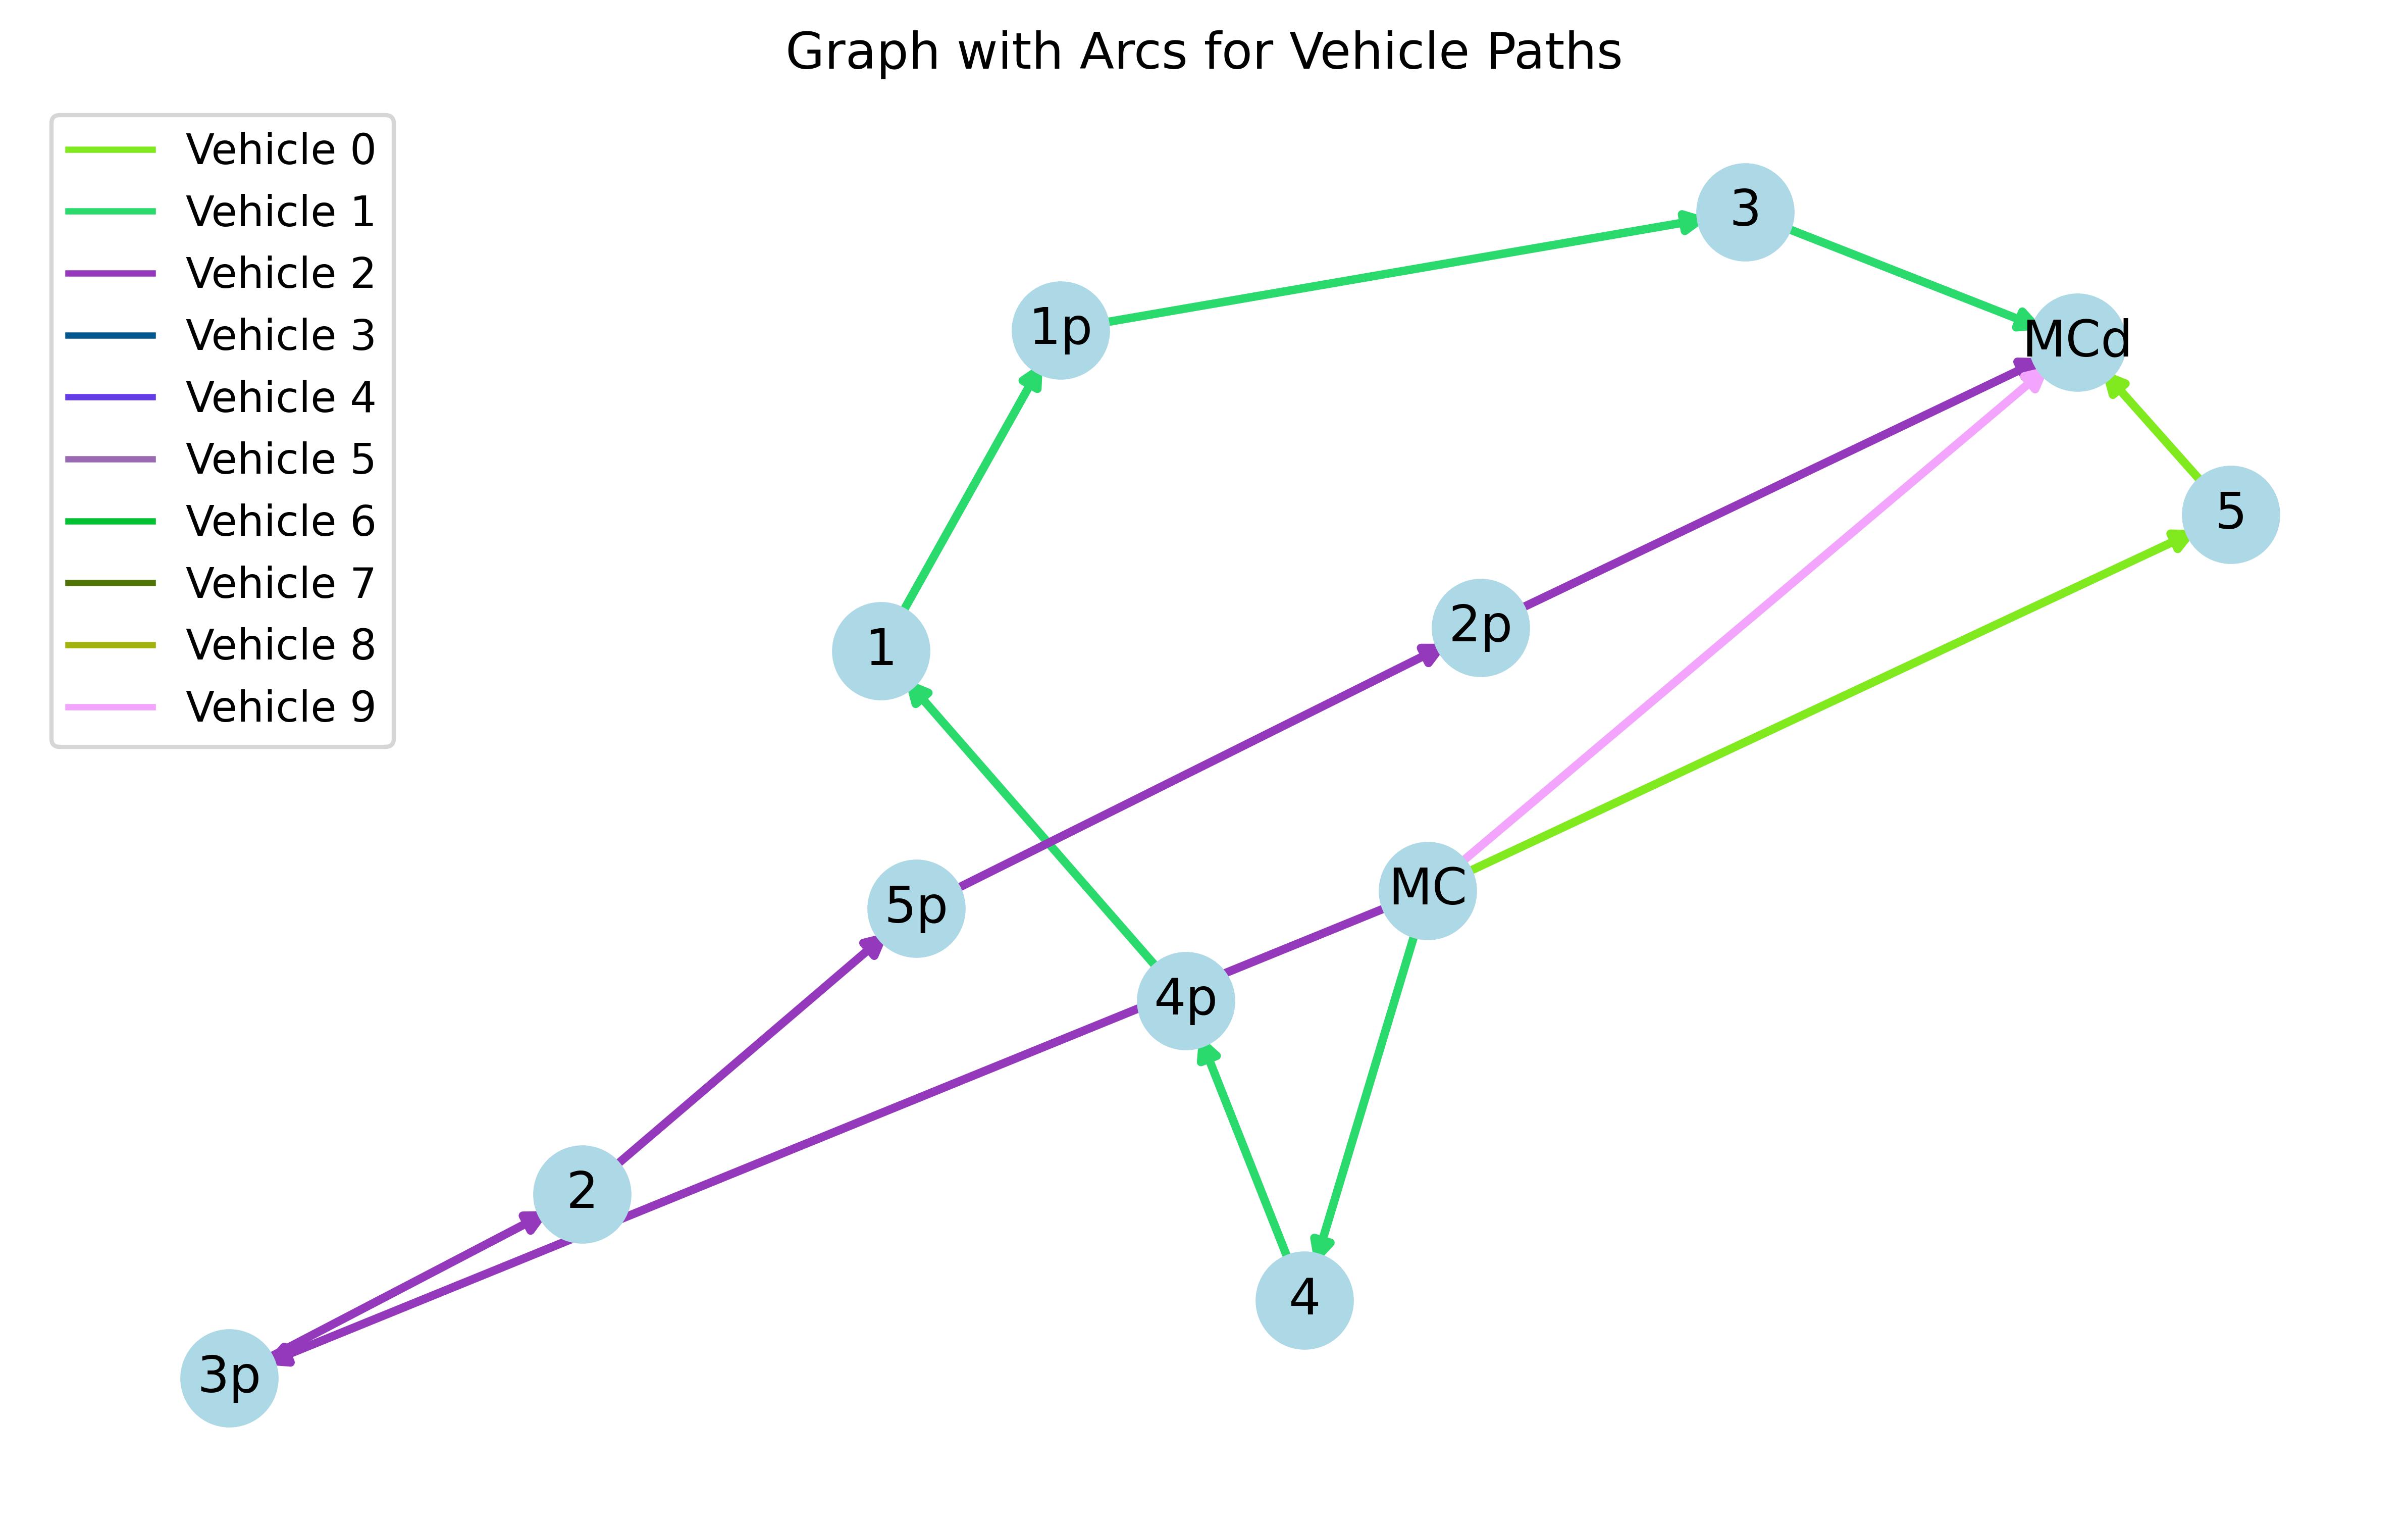 Graph with Arcs for Vehicle Paths
Vehicle 0
Vehicle 1
Vehicle 2
Vehicle 3
Vehicle 4
Vehicle 5
Vehicle 6
Vehicle 7
Vehicle 8
Vehicle 9
3
1p
MCd
5
2p
1
MC
5p
4p
2
4
3p